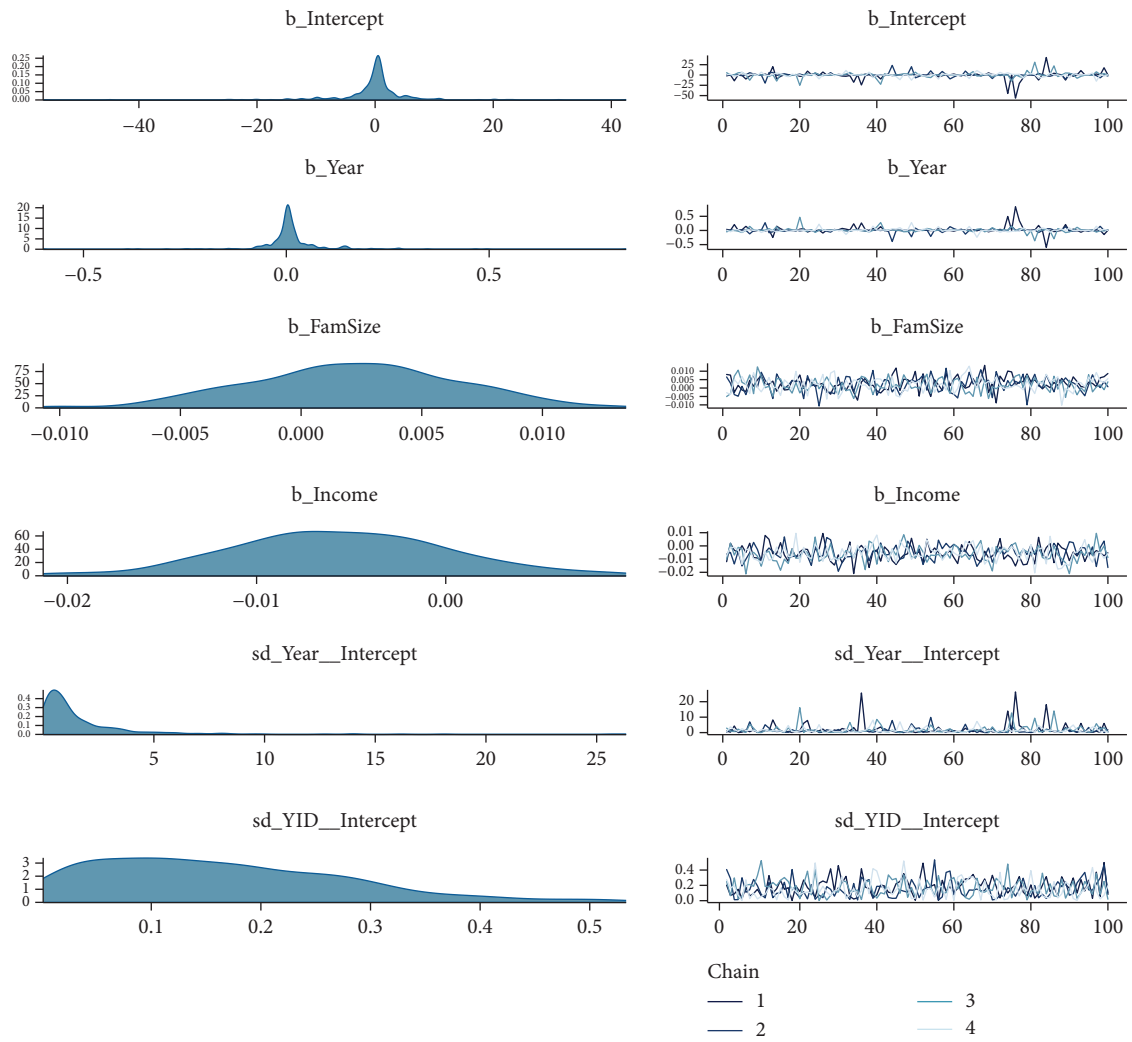 b_Intercept
0.25
0.20
0.15
0.10
0.05
0.00
−40 −20 0 20 40
b_Intercept
25
0
−25
−50
0 20 40 60 80 100
b_Year
20
15
10
5
0
−0.5 0.0 0.5
b_Year
0.5
0.0
−0.5
0 20 40 60 80 100
b_FamSize
75
50
25
0
−0.010 −0.005 0.000 0.005 0.010
b_FamSize
0.010
0.005
0.000
−0.005
−0.010
0 20 40 60 80 100
b_Income
60
40
20
0
−0.02 −0.01 0.00
b_Income
0.01
0.00
−0.01
−0.02
0 20 40 60 80 100
sd_Year__Intercept
0.4
0.3
0.2
0.1
0.0
5 10 15 20 25
sd_Year__Intercept
20
10
0
0 20 40 60 80 100
sd_YID__Intercept
3
2
1
0
0.1 0.2 0.3 0.4 0.5
sd_YID__Intercept
0.4
0.2
0.0
0 20 40 60 80 100
Chain
1 3
2 4